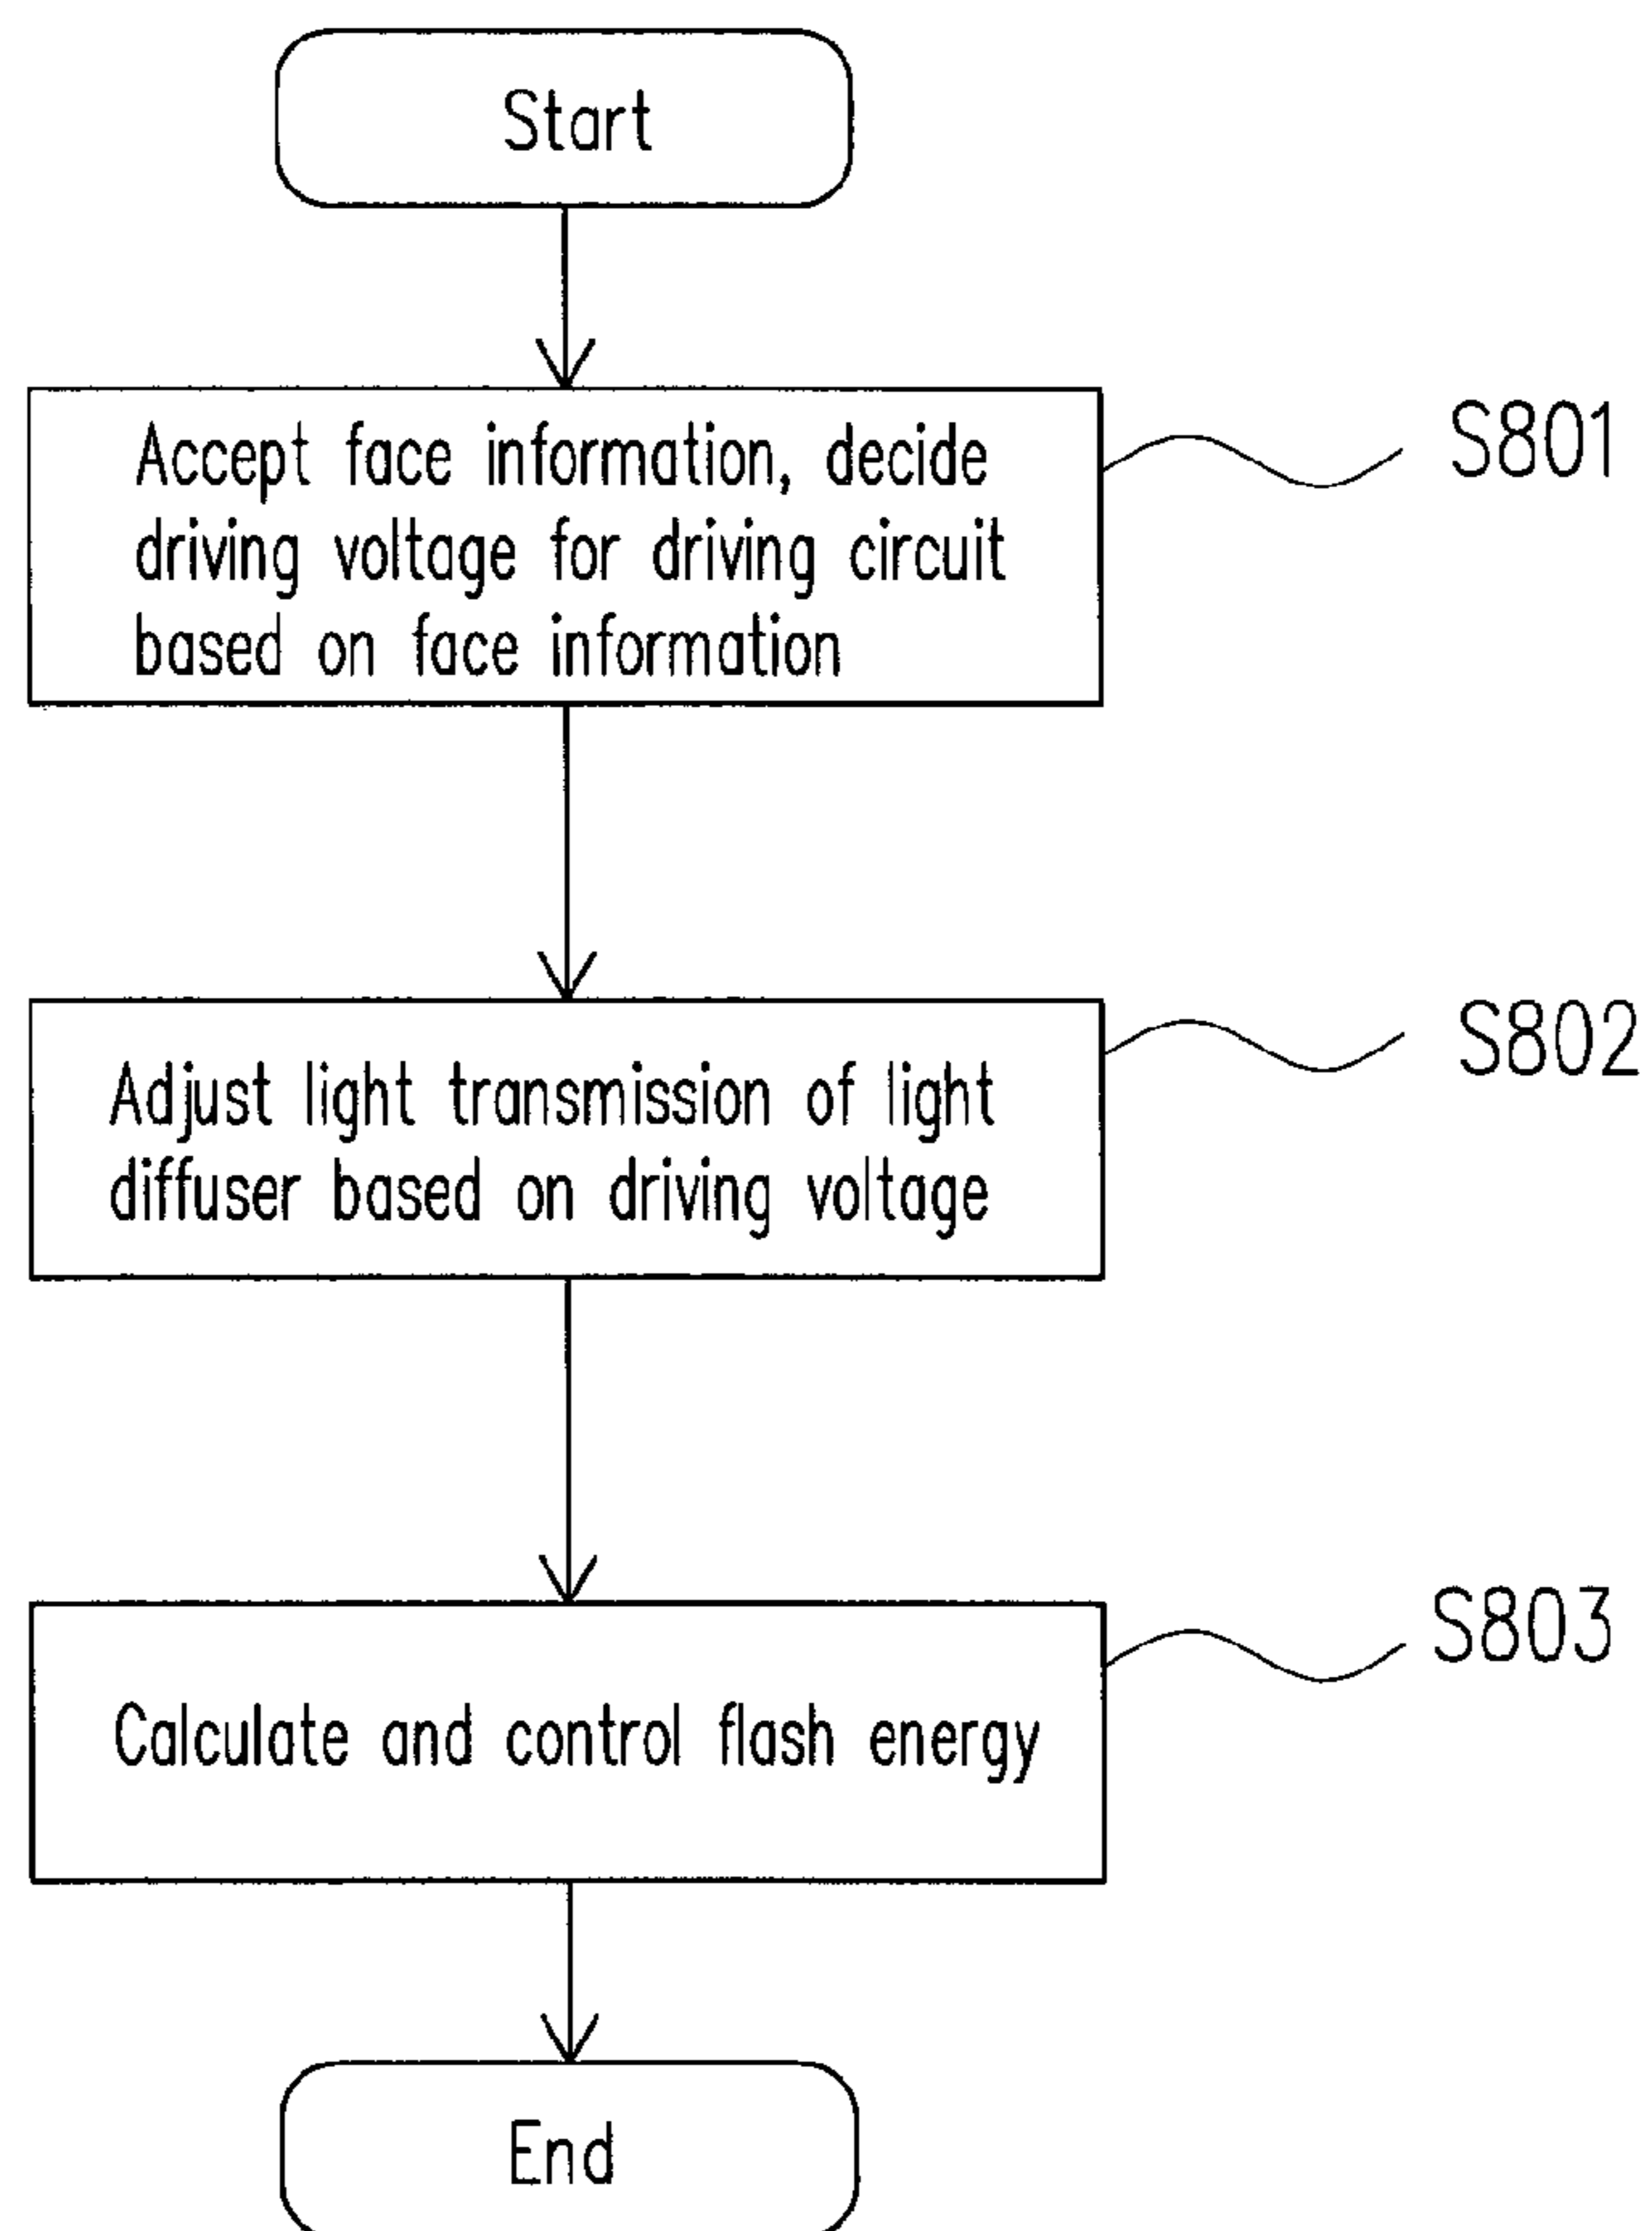 Start
Accept face information, decide
driving voltage for driving circuit
based on face information
S801
Adjust light transmission of light
diffuser based on driving voltage
S802
Calculate and control flash energy
S803
End